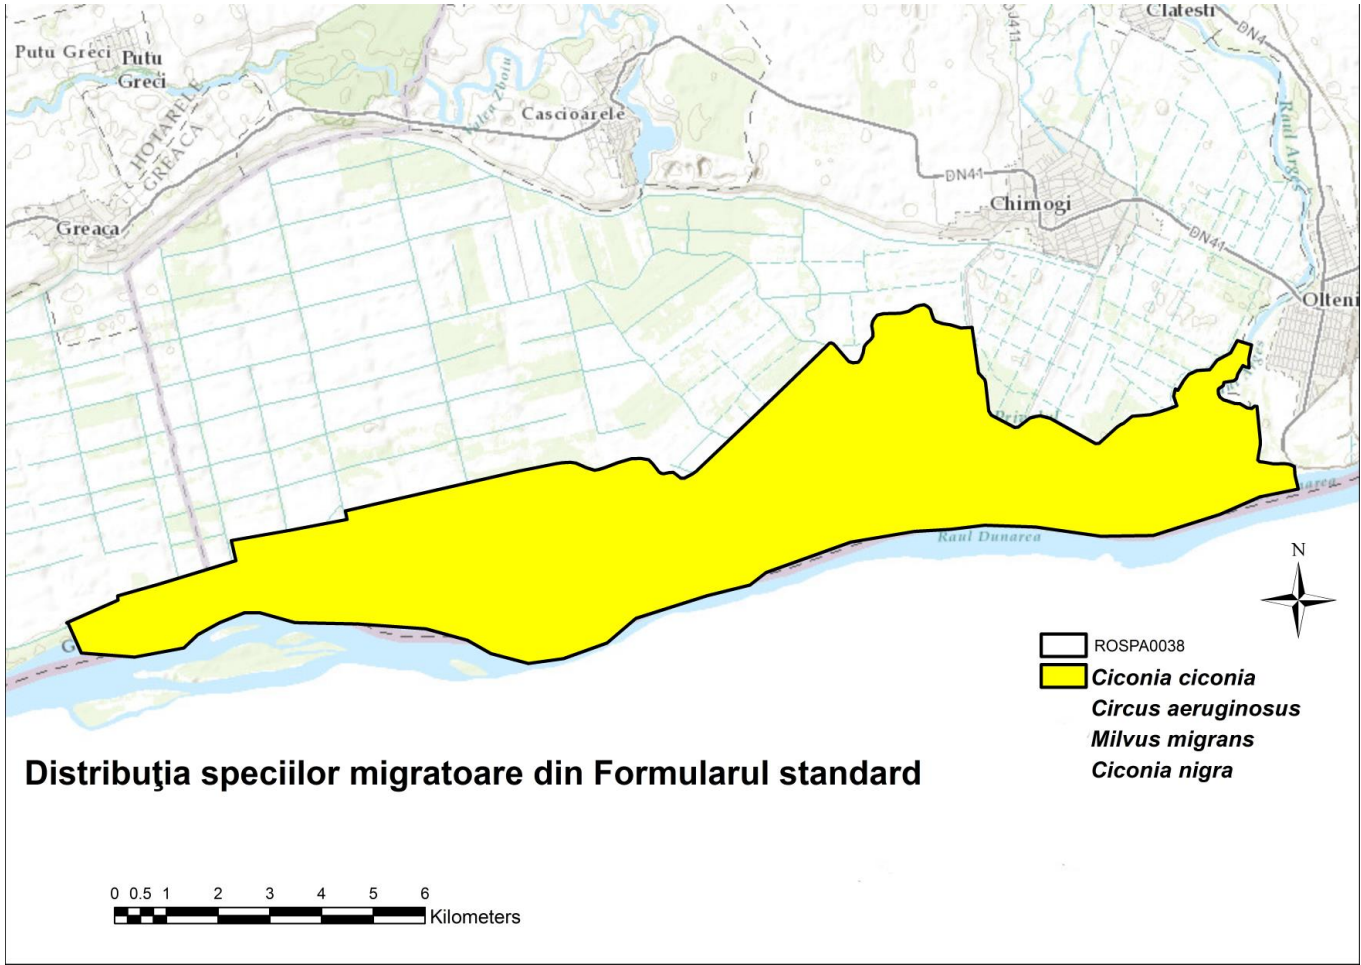 Clatesti
DN4
DJ411
Putu Greci
Putu
Greci
HOTARELE
GREACA
Valea Zboiu
Cascioarele
Raul Arges
DN41
Chirnogi
Greaca
DN41
Olteni
Raul Dunarea
N
ROSPA0038
Ciconia ciconia
Circus aeruginosus
Milvus migrans
Ciconia nigra
Distribuţia speciilor migratoare din Formularul standard
0 0.5 1 2 3 4 5 6
Kilometers